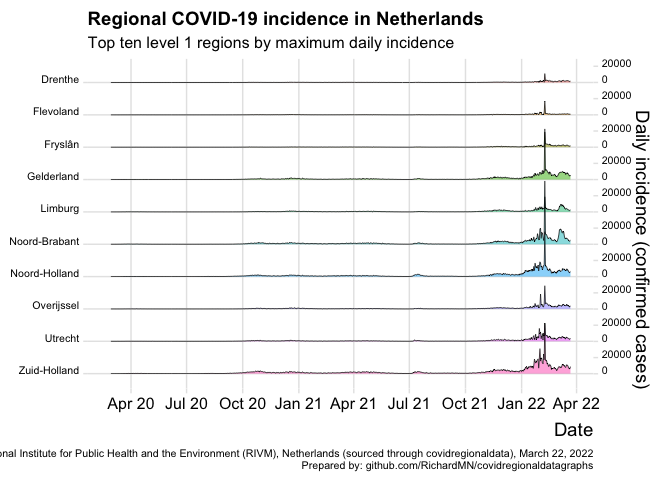 Regional COVID-19 incidence in Netherlands
Top ten level 1 regions by maximum daily incidence
Drenthe
Flevoland
Fryslân
Gelderland
Limburg
Noord-Brabant
Noord-Holland
Overijssel
Utrecht
Zuid-Holland
20000
0
20000
0
20000
0
20000
0
20000
0
20000
0
20000
0
20000
0
20000
0
20000
0
Daily incidence (confirmed cases)
Apr 20 Jul 20 Oct 20 Jan 21 Apr 21 Jul 21 Oct 21 Jan 22 Apr 22
Date
onal Institute for Public Health and the Environment (RIVM), Netherlands (sourced through covidregionaldata), March 22, 2022
Prepared by: github.com/RichardMN/covidregionaldatagraphs